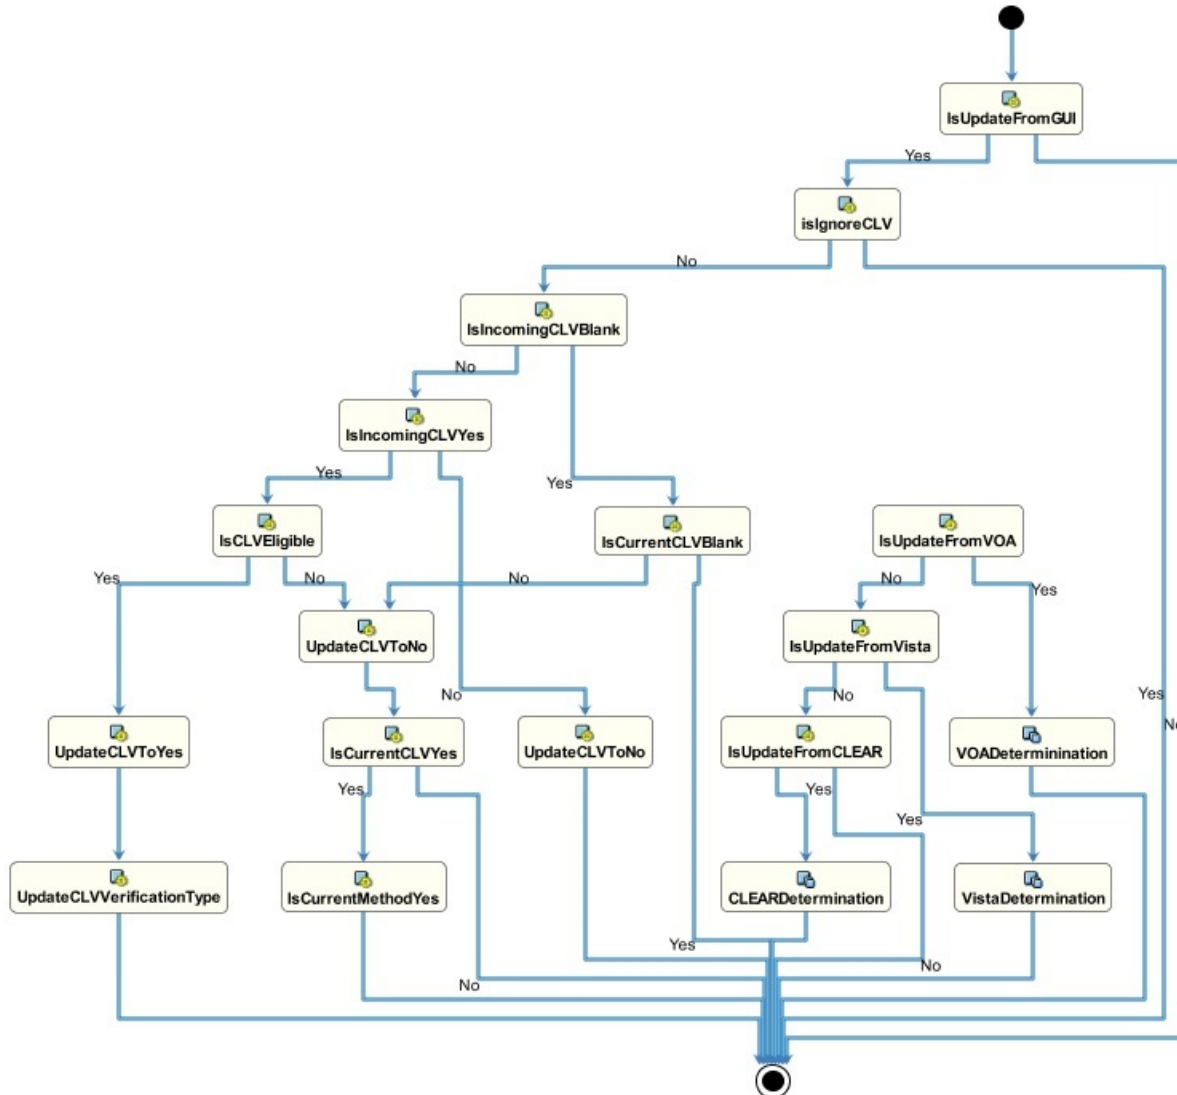 IsUpdateFromGUI
Yes
isIgnoreCLV
No
IsIncomingCLVBlank
No
IsIncomingCLVYes
Yes
Yes
IsCLVEligible
IsCurrentCLVBlank
IsUpdateFromVOA
Yes
No
No
No
Yes
UpdateCLVToNo
IsUpdateFromVista
No
No
Yes
No
UpdateCLVToYes
IsCurrentCLVYes
UpdateCLVToNo
IsUpdateFromCLEAR
VOADeterminination
Yes
Yes
Yes
UpdateCLVVerificationType
IsCurrentMethodYes
CLEARDetermination
VistaDetermination
Yes
No
No